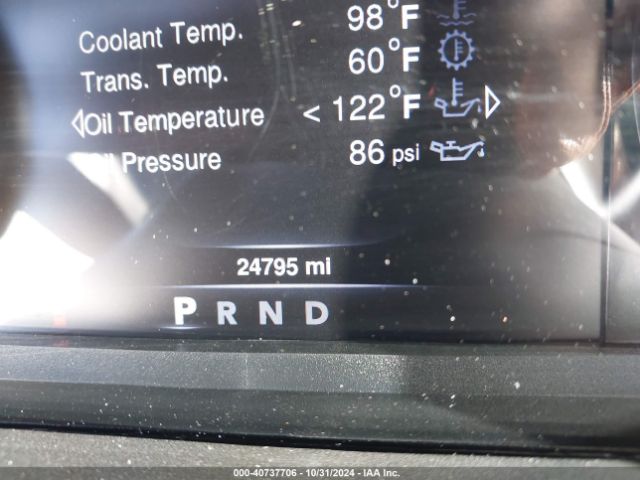 Coolant Temp. 98°F
Trans. Temp. 60°F
Oil Temperature < 122°F
Oil Pressure 86 psi
24795 mi
P R N D
000-40737706 - 10/31/2024 - IAA Inc.